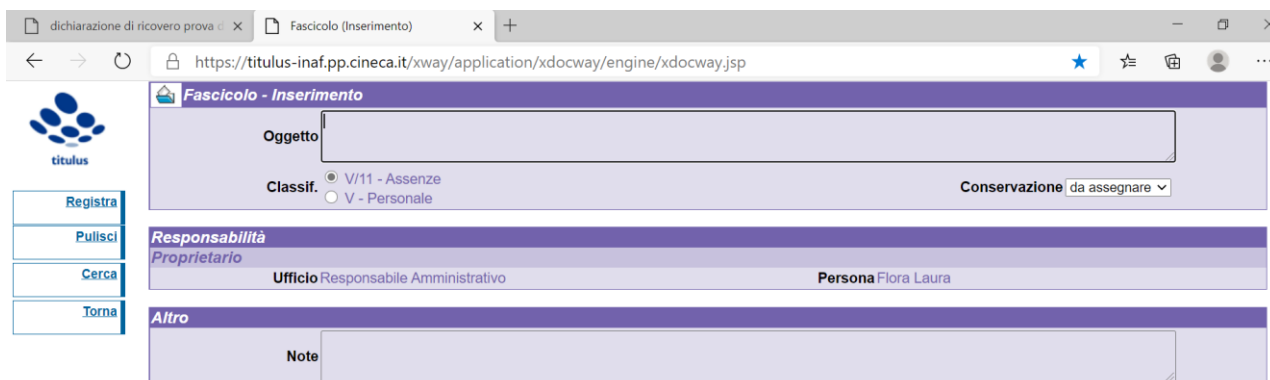 dichiarazione di ricovero prova d
Fascicolo (Inserimento)
https://titulus-inaf.pp.cineca.it/xway/application/xdocway/engine/xdocway.jsp
titulus
Registra
Pulisci
Cerca
Torna
Fascicolo - Inserimento
Oggetto
Classif. V/11 - Assenze
V - Personale
Conservazione da assegnare
Responsabilità
Proprietario
Ufficio Responsabile Amministrativo Persona Flora Laura
Altro
Note